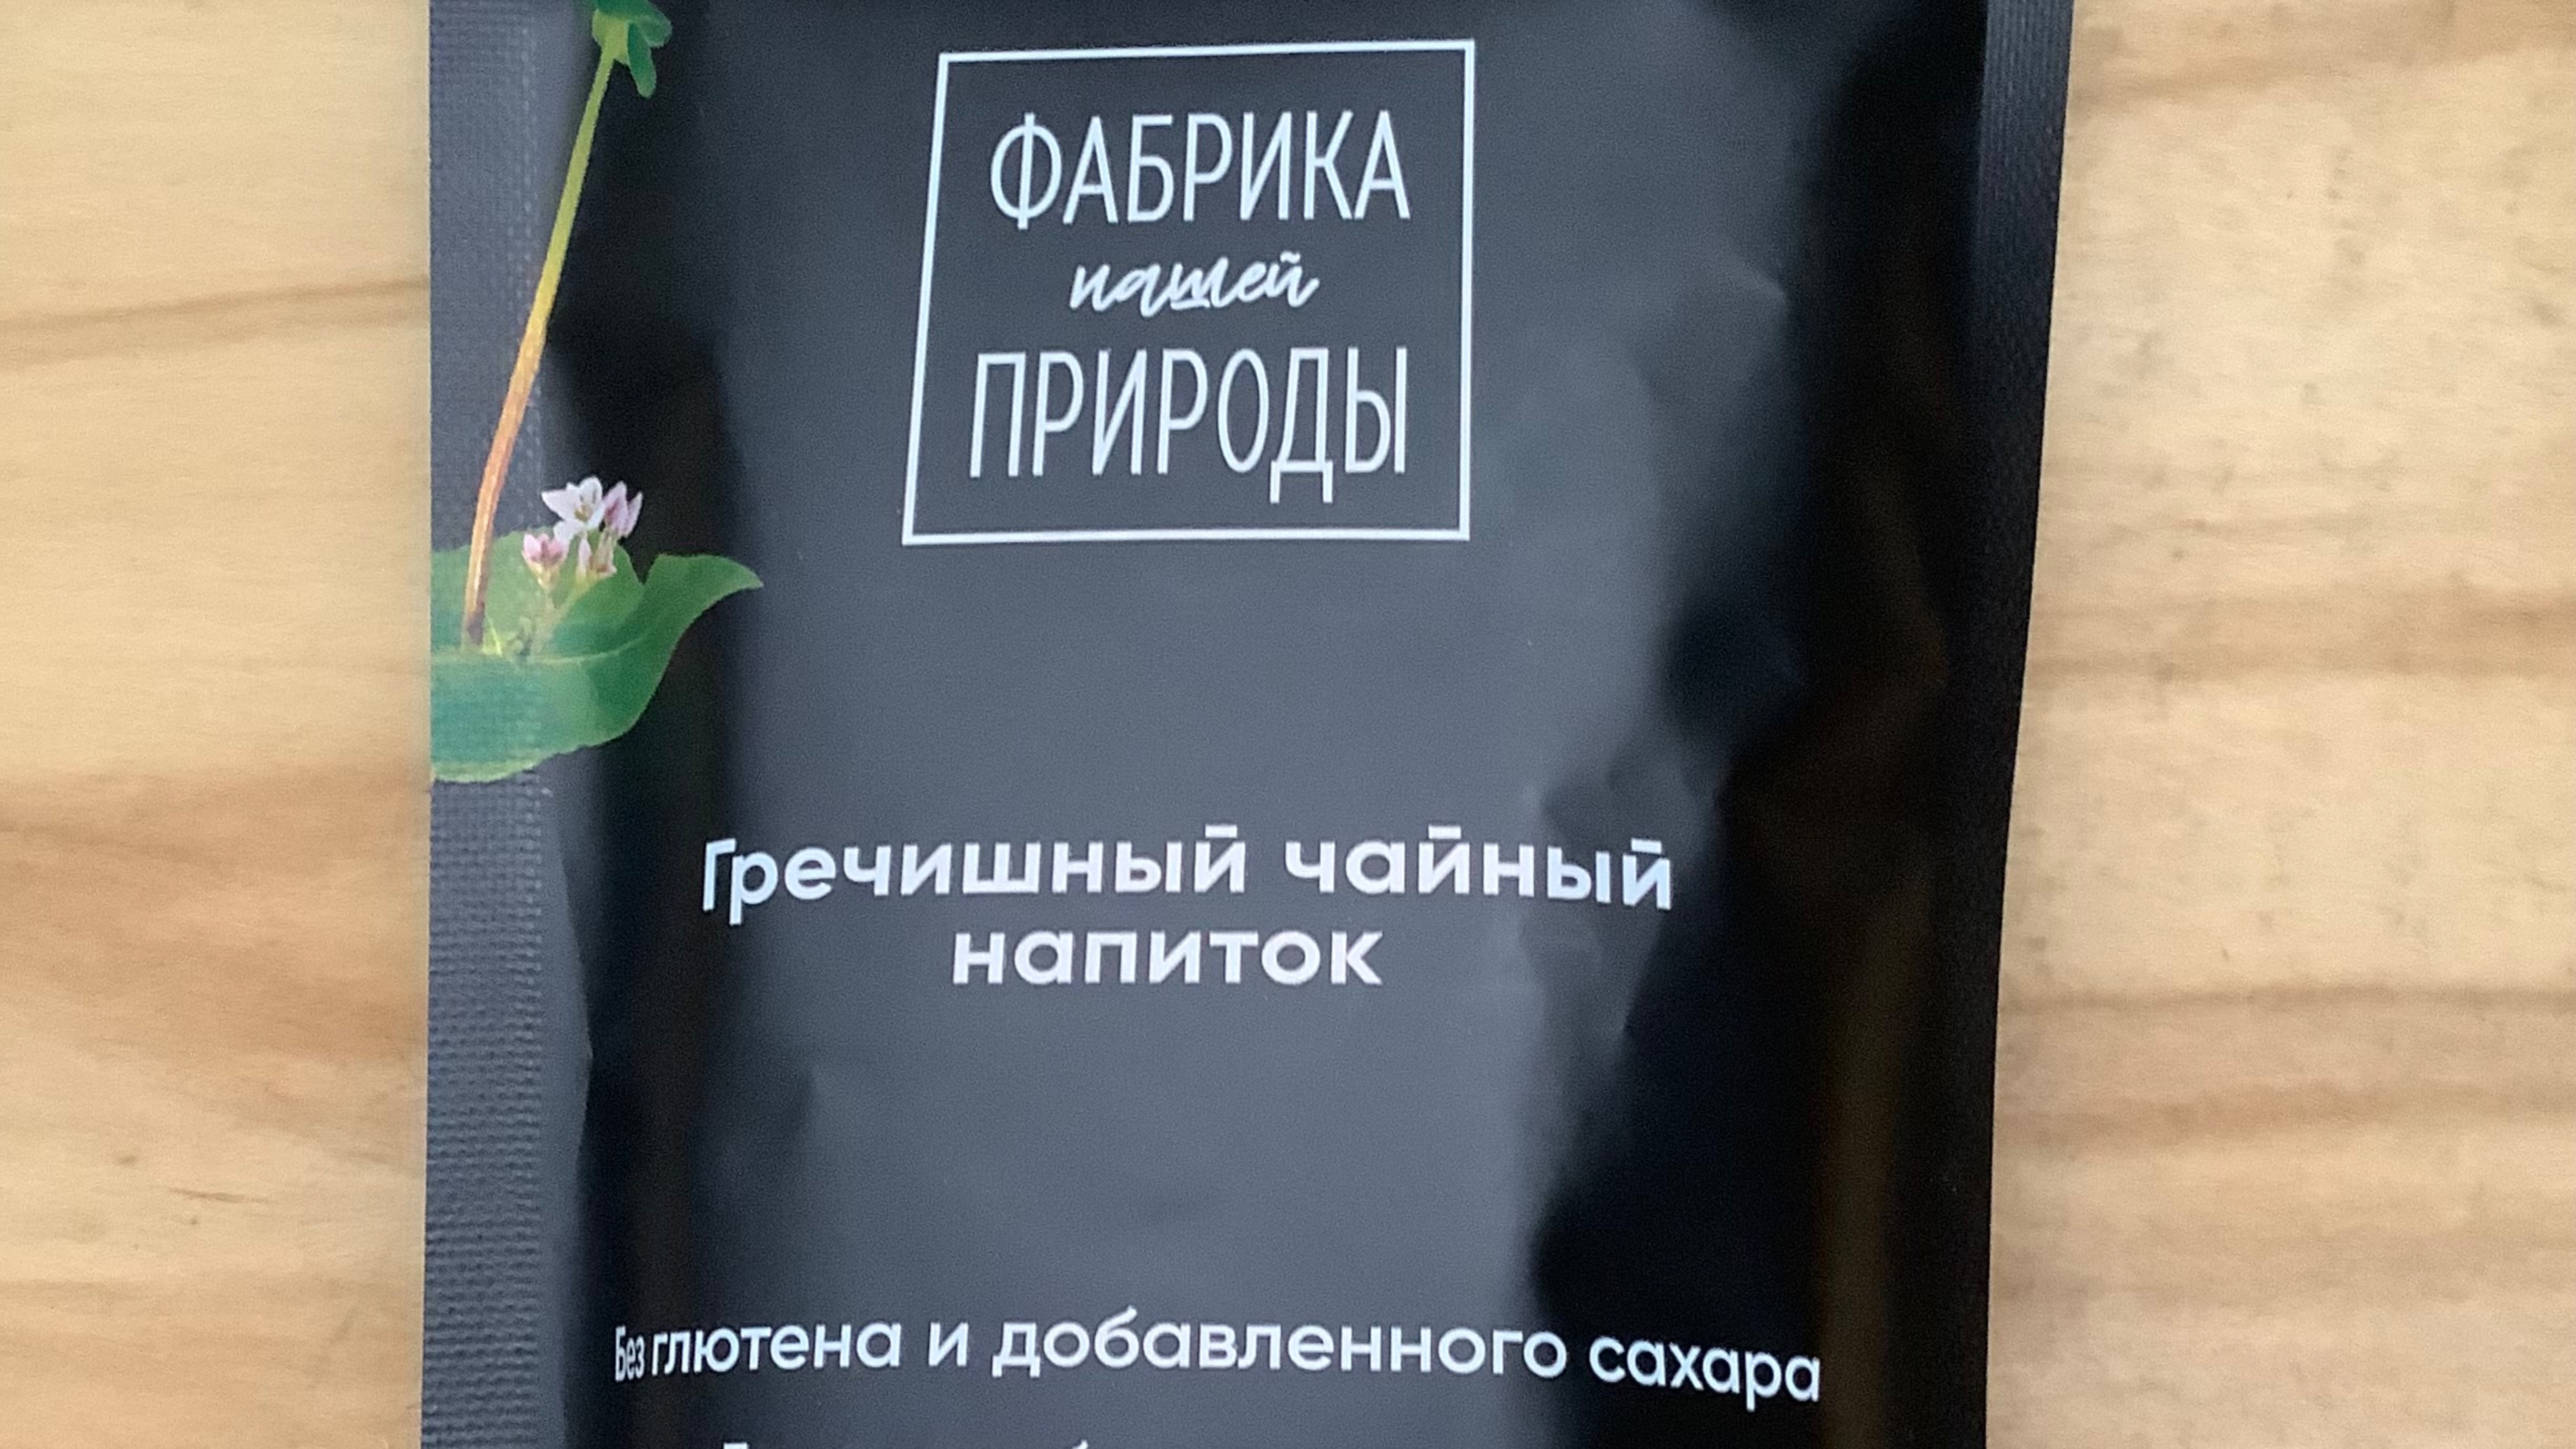 ФАБРИКА
нашей
ПРИРОДЫ
Гречишный чайный
напиток
Без глютена и добавленного сахара